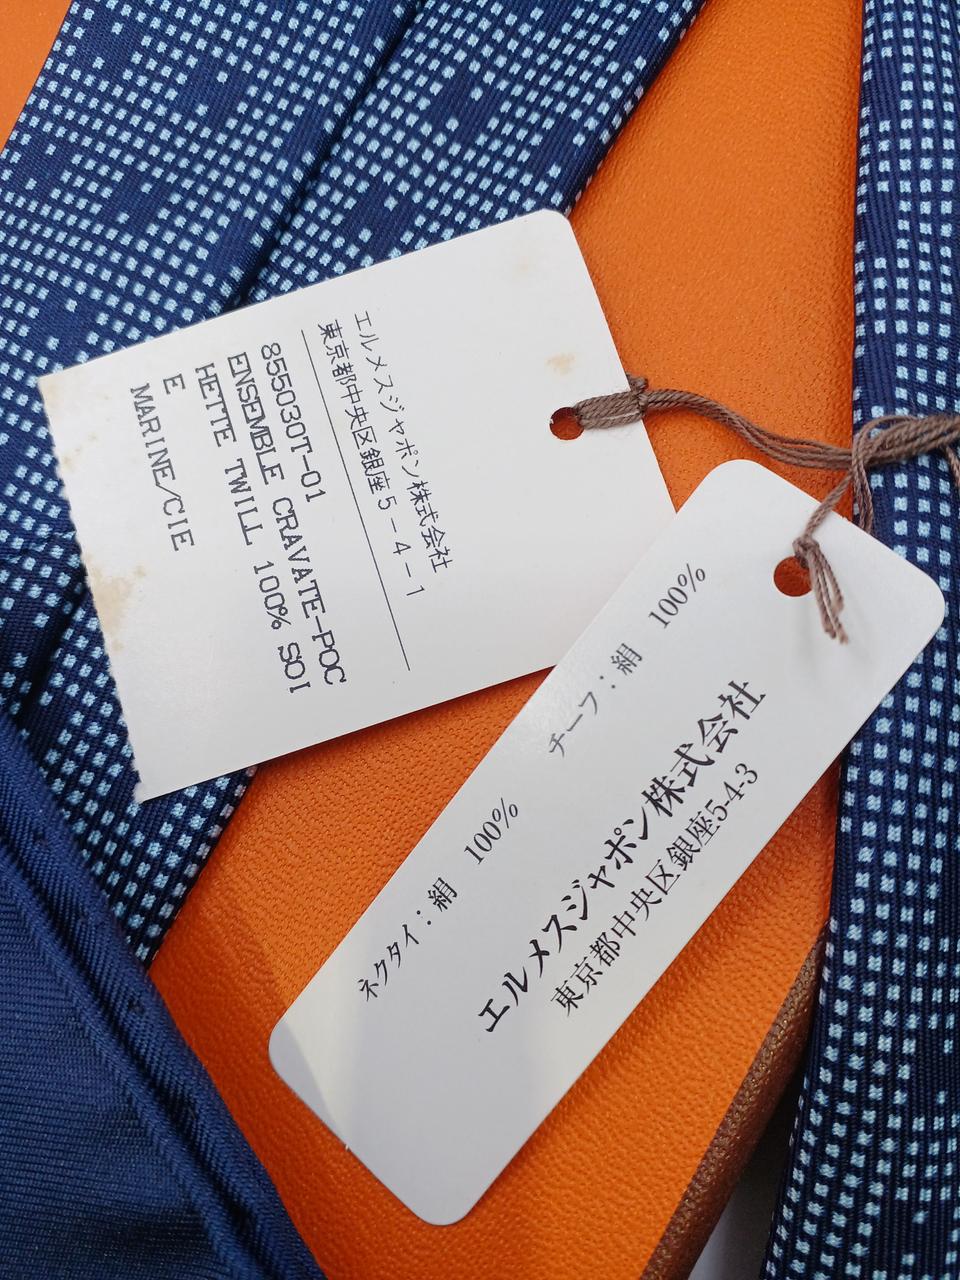 エルメスジャポン株式会社
東京都中央区銀座5-4-1
855030T-01
ENSEMBLE CRAVATE-POC
HETTE TWILL 100% SOI
E
MARINE/CIE
チーフ：絹 100%
ネクタイ：絹 100%
エルメスジャポン株式会社
東京都中央区銀座5-4-3